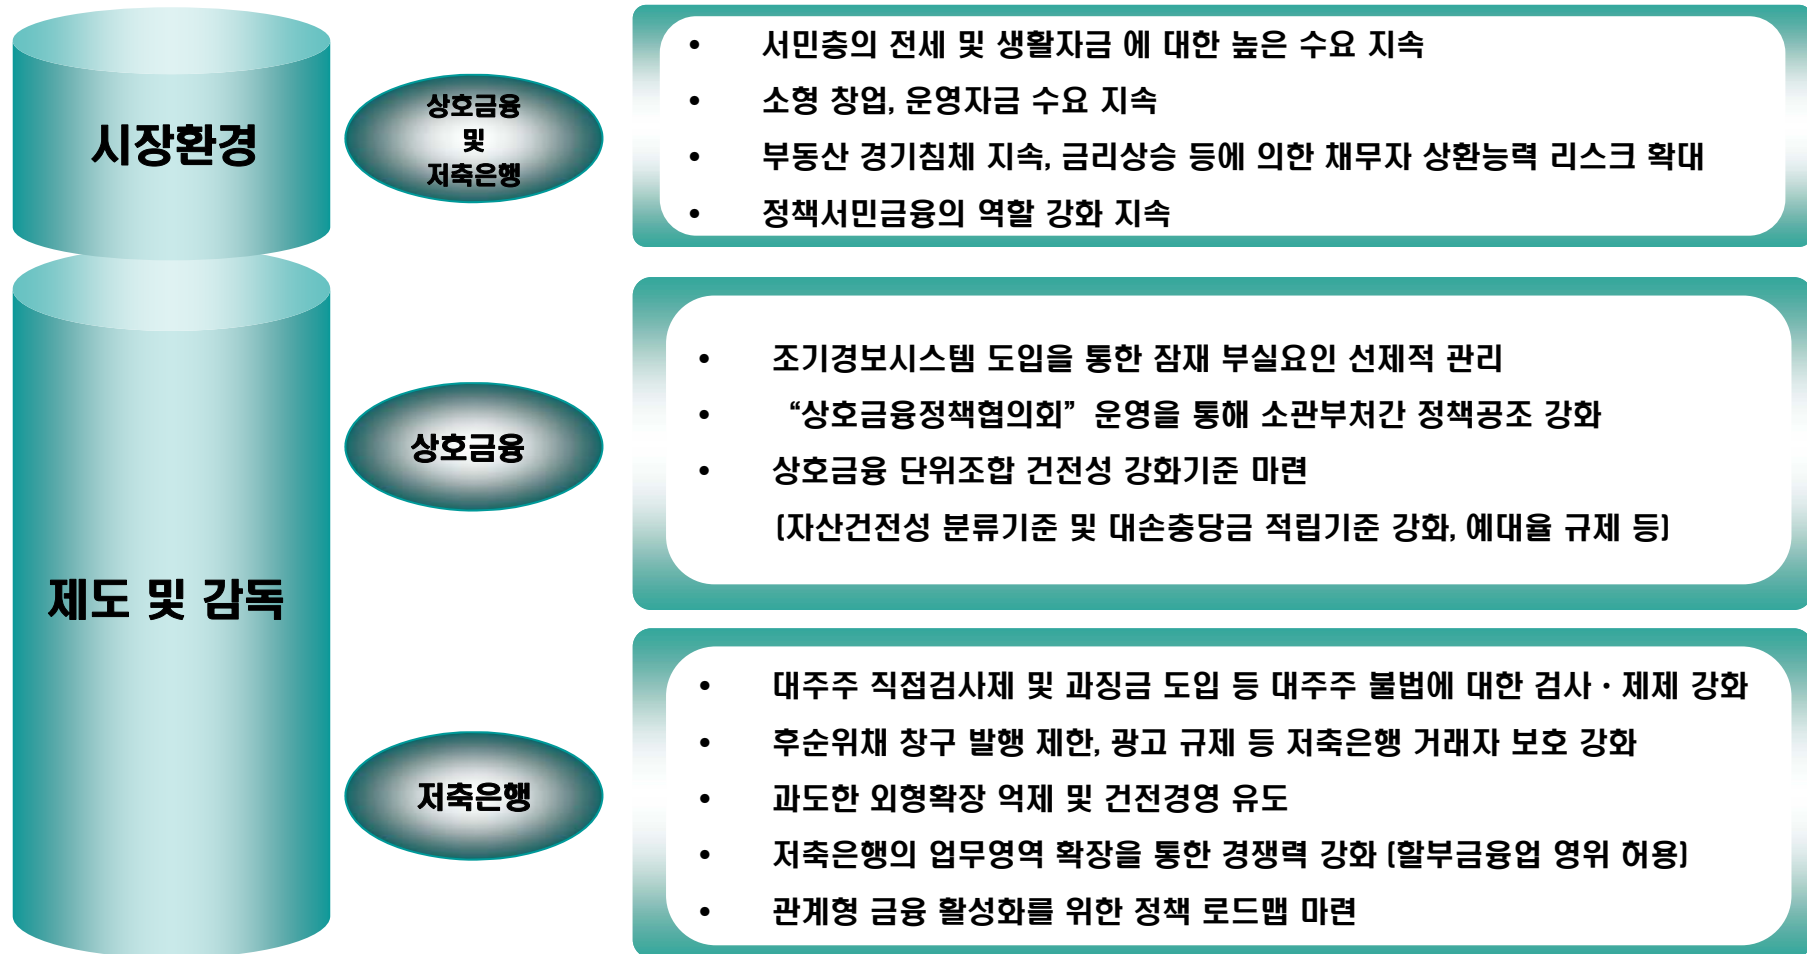 시장환경
상호금융
및
저축은행
• 서민층의 전세 및 생활자금 에 대한 높은 수요 지속
• 소형 창업, 운영자금 수요 지속
• 부동산 경기침체 지속, 금리상승 등에 의한 채무자 상환능력 리스크 확대
• 정책서민금융의 역할 강화 지속
제도 및 감독
상호금융
• 조기경보시스템 도입을 통한 잠재 부실요인 선제적 관리
• “상호금융정책협의회” 운영을 통해 소관부처간 정책공조 강화
• 상호금융 단위조합 건전성 강화기준 마련
(자산건전성 분류기준 및 대손충당금 적립기준 강화, 예대율 규제 등)
저축은행
• 대주주 직접검사제 및 과징금 도입 등 대주주 불법에 대한 검사 · 제제 강화
• 후순위채 창구 발행 제한, 광고 규제 등 저축은행 거래자 보호 강화
• 과도한 외형확장 억제 및 건전경영 유도
• 저축은행의 업무영역 확장을 통한 경쟁력 강화 (할부금융업 영위 허용)
• 관계형 금융 활성화를 위한 정책 로드맵 마련